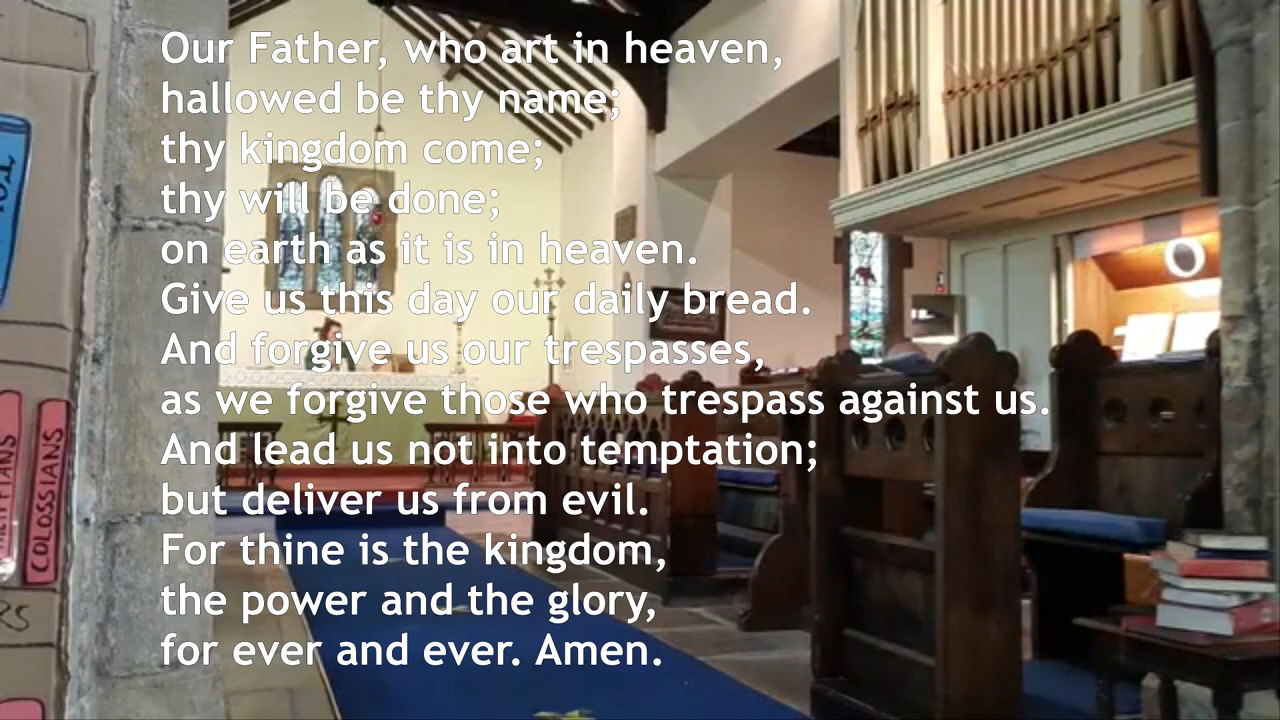 Our Father, who art in heaven,
hallowed be thy name;
thy kingdom come;
thy will be done;
on earth as it is in heaven.
Give us this day our daily bread.
And forgive us our trespasses,
as we forgive those who trespass against us.
And lead us not into temptation;
but deliver us from evil.
For thine is the kingdom,
the power and the glory,
for ever and ever. Amen.
COLOSSIANS